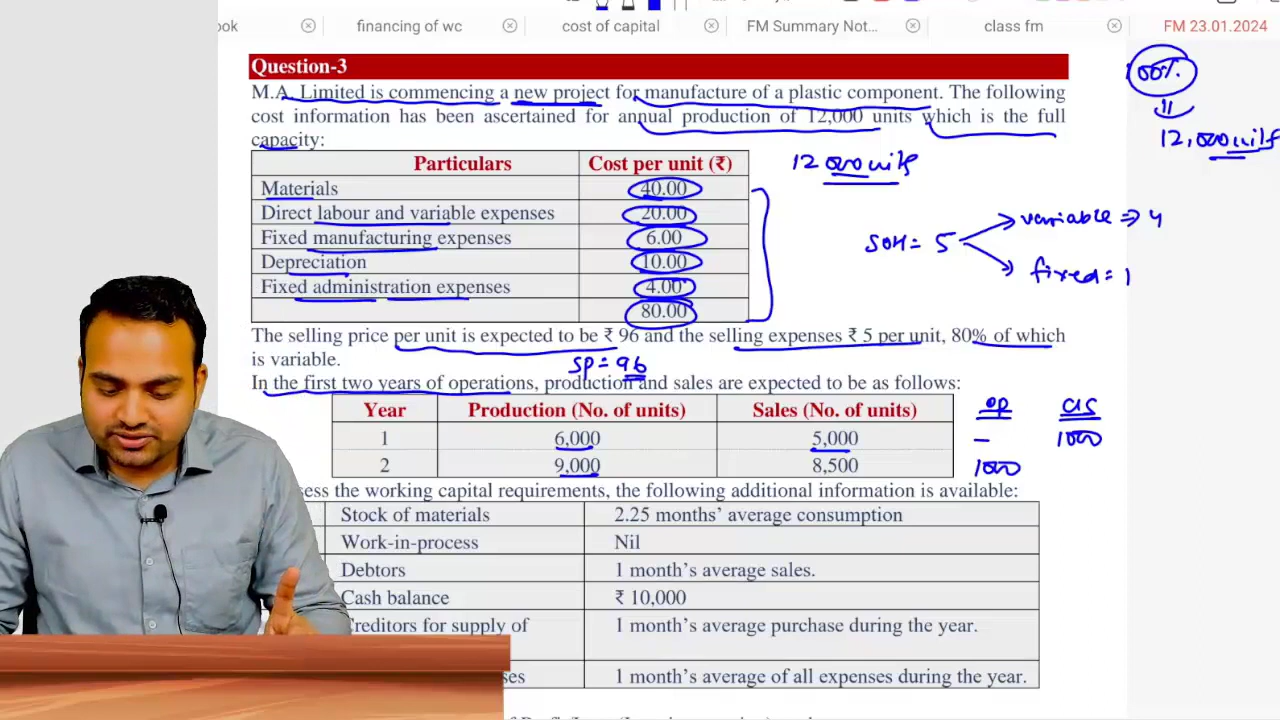 ook financing of wc cost of capital FM Summary Not... class fm FM 23.01.2024
Question-3
100%
M.A. Limited is commencing a new project for manufacture of a plastic component. The following
cost information has been ascertained for annual production of 12,000 units which is the full
12,000 units
capacity:
Particulars Cost per unit (₹)
12000 units
Materials 40.00
Direct labour and variable expenses 20.00
variable ⇒ 4
Fixed manufacturing expenses 6.00
SOH = 5
Depreciation 10.00
fixed = 1
Fixed administration expenses 4.00
80.00
The selling price per unit is expected to be ₹ 96 and the selling expenses ₹ 5 per unit, 80% of which
is variable.
SP = 96
In the first two years of operations, production and sales are expected to be as follows:
Year Production (No. of units) Sales (No. of units)
op cls
1 6,000 5,000
— 1000
2 9,000 8,500
1000
sess the working capital requirements, the following additional information is available:
Stock of materials 2.25 months’ average consumption
Work-in-process Nil
Debtors 1 month’s average sales.
Cash balance ₹ 10,000
Creditors for supply of 1 month’s average purchase during the year.
ses 1 month’s average of all expenses during the year.